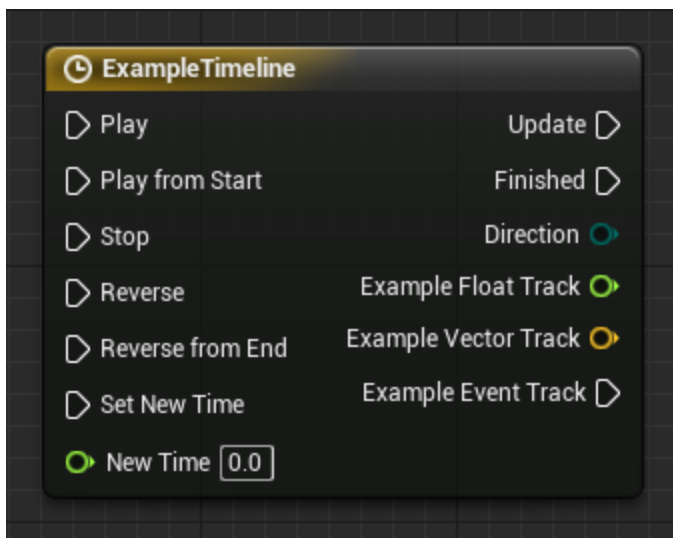 ExampleTimeline
Play
Update
Play from Start
Finished
Stop
Direction
Reverse
Example Float Track
Reverse from End
Example Vector Track
Set New Time
Example Event Track
New Time 0.0